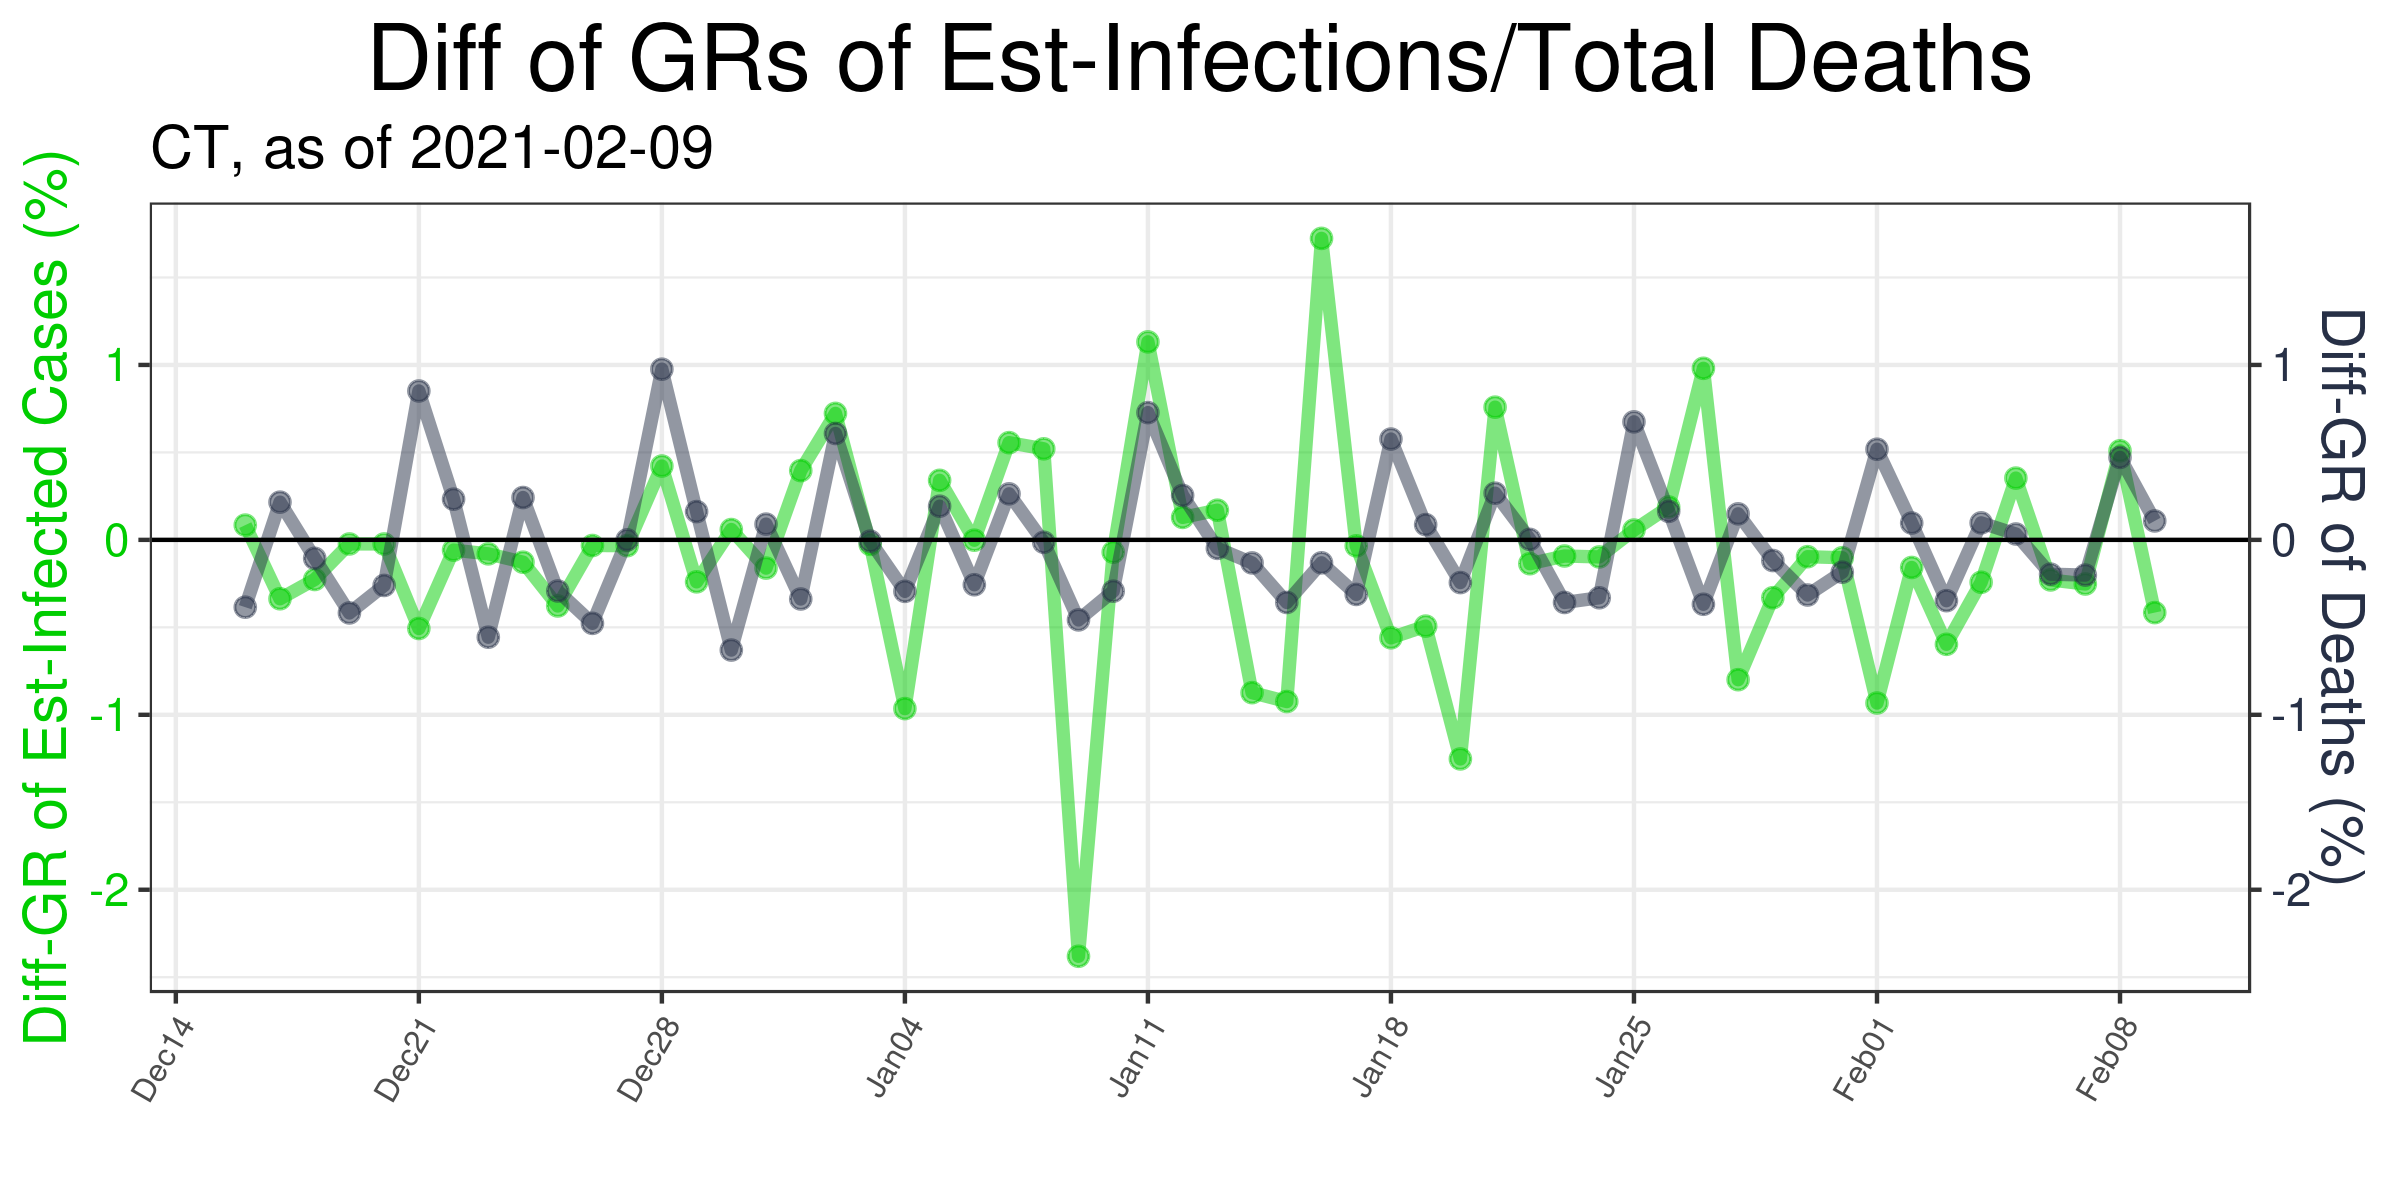 Diff of GRs of Est-Infections/Total Deaths
CT, as of 2021-02-09
Diff-GR of Est-Infected Cases (%)
1
0
-1
-2
1
0
-1
-2
Diff-GR of Deaths (%)
Dec14
Dec21
Dec28
Jan04
Jan11
Jan18
Jan25
Feb01
Feb08